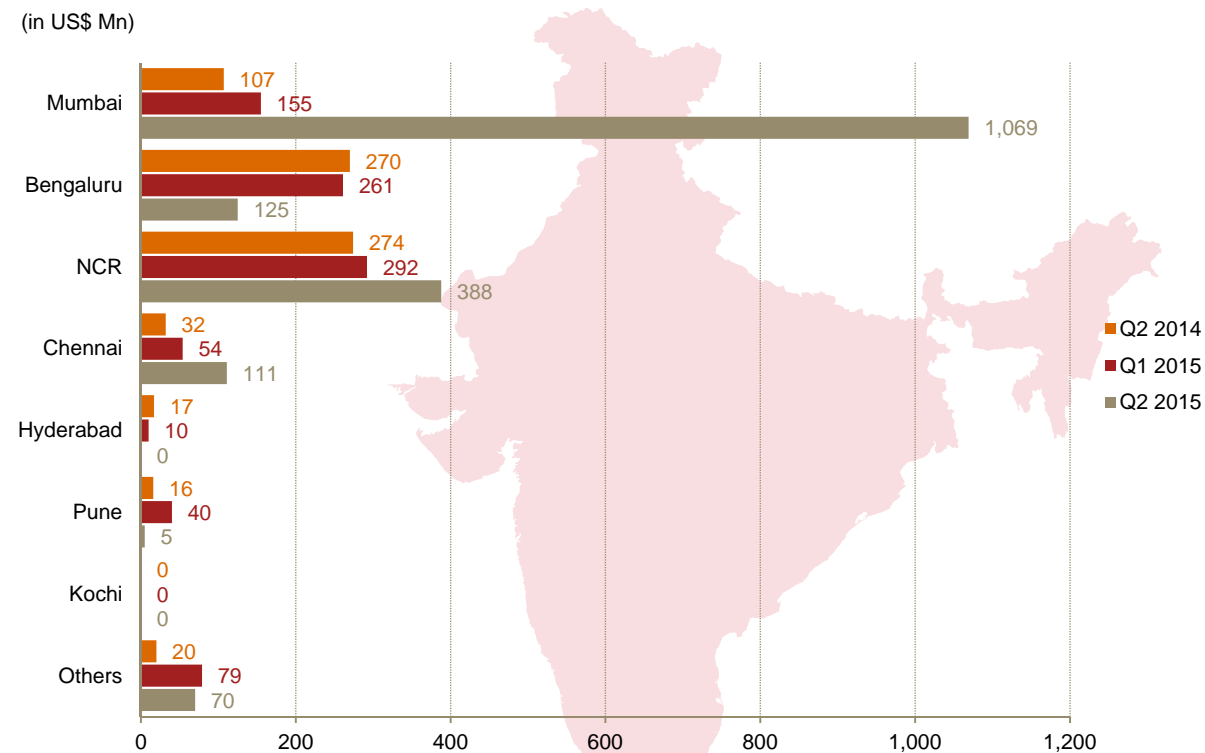 (in US$ Mn)
Mumbai
107
155
1,069
Bengaluru
270
261
125
NCR
274
292
388
Chennai
32
54
111
Hyderabad
17
10
0
Pune
16
40
5
Kochi
0
0
0
Others
20
79
70
0 200 400 600 800 1,000 1,200
Q2 2014
Q1 2015
Q2 2015